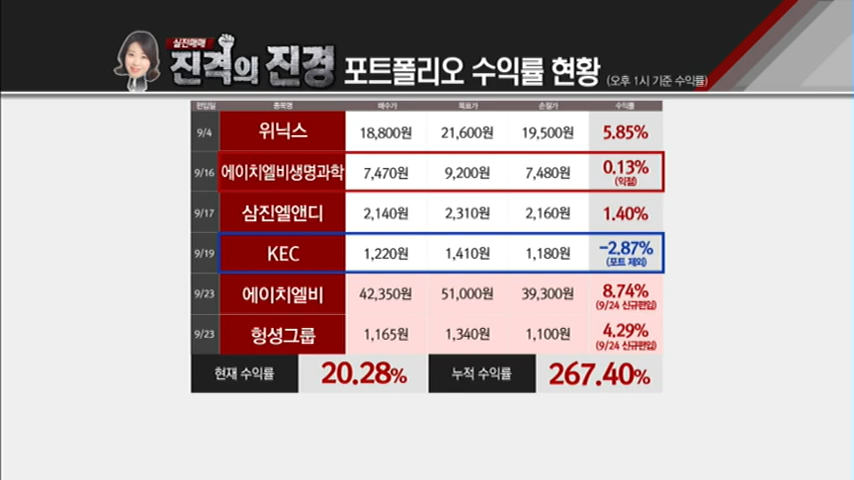 실전매매
진격의 진경 포트폴리오 수익률 현황 (오후 1시 기준 수익률)
편입일 종목명 매수가 목표가 손절가 수익률
9/4 위닉스 18,800원 21,600원 19,500원 5.85%
9/16 에이치엘비생명과학 7,470원 9,200원 7,480원 0.13%
(익절)
9/17 삼진엘앤디 2,140원 2,310원 2,160원 1.40%
9/19 KEC 1,220원 1,410원 1,180원 -2.87%
(포트 제외)
9/23 에이치엘비 42,350원 51,000원 39,300원 8.74%
(9/24 신규편입)
9/23 헝셩그룹 1,165원 1,340원 1,100원 4.29%
(9/24 신규편입)
현재 수익률 20.28% 누적 수익률 267.40%